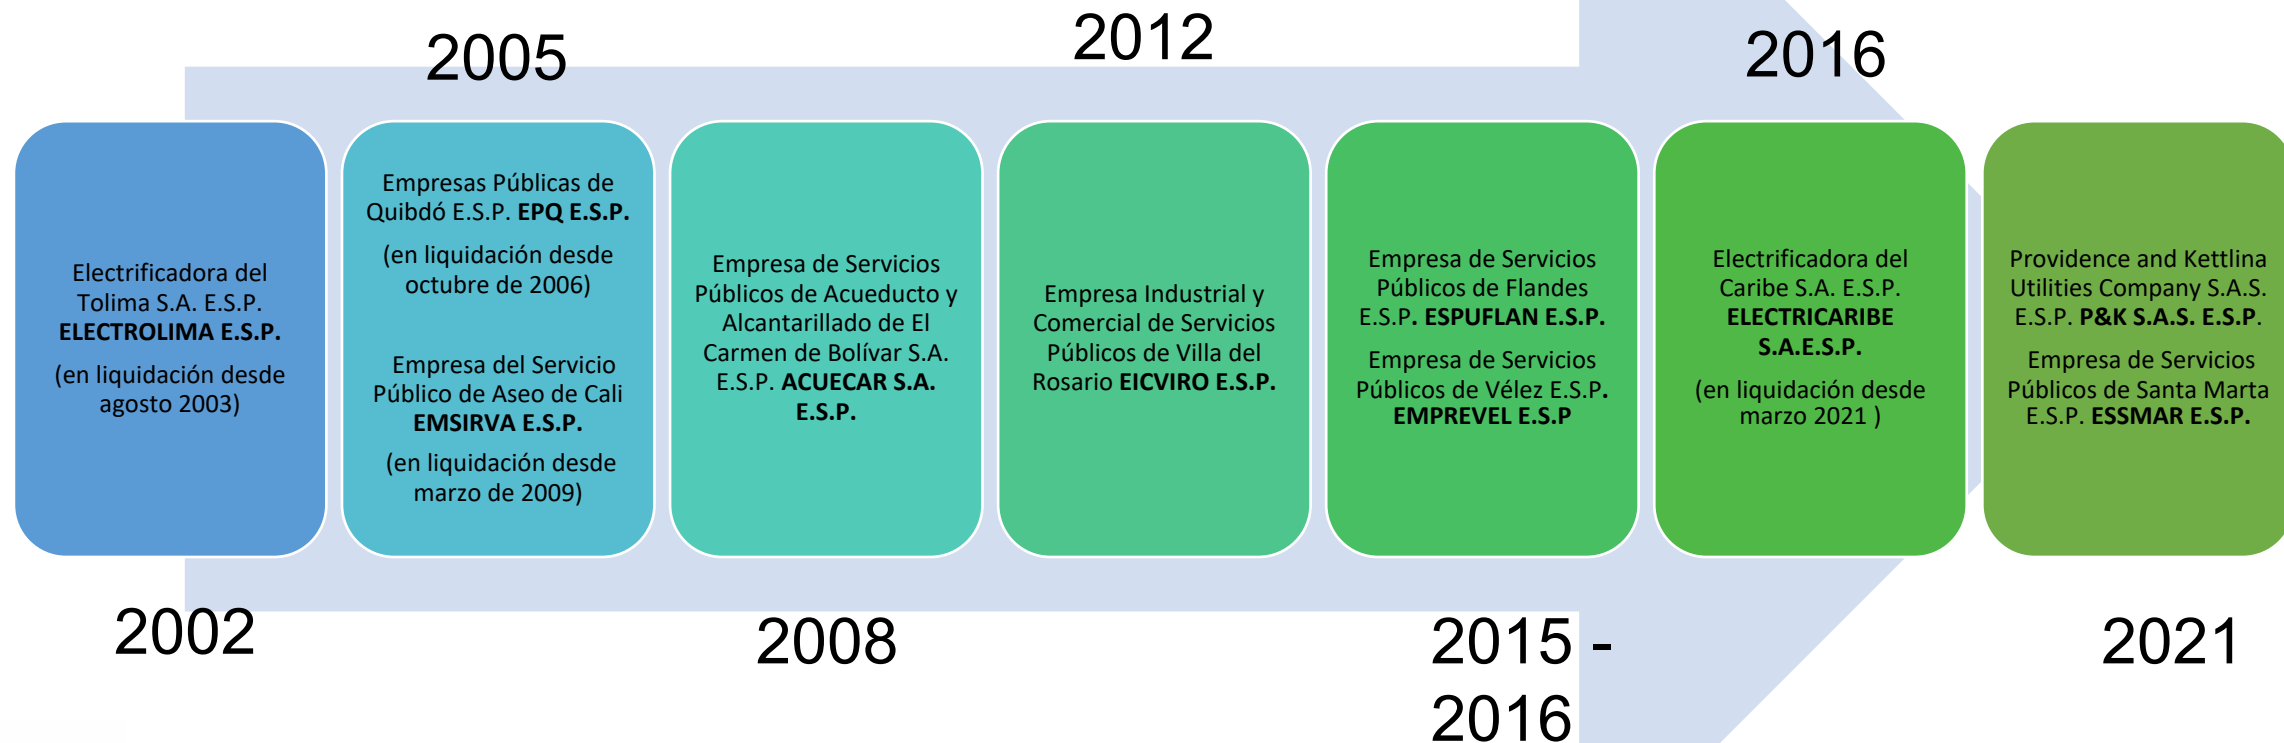 2005
2012
2016
Electrificadora del
Tolima S.A. E.S.P.
ELECTROLIMA E.S.P.
(en liquidación desde
agosto 2003)
Empresas Públicas de
Quibdó E.S.P. EPQ E.S.P.
(en liquidación desde
octubre de 2006)
Empresa del Servicio
Público de Aseo de Cali
EMSIRVA E.S.P.
(en liquidación desde
marzo de 2009)
Empresa de Servicios
Públicos de Acueducto y
Alcantarillado de El
Carmen de Bolívar S.A.
E.S.P. ACUECAR S.A.
E.S.P.
Empresa Industrial y
Comercial de Servicios
Públicos de Villa del
Rosario EICVIRO E.S.P.
Empresa de Servicios
Públicos de Flandes
E.S.P. ESPUFLAN E.S.P.
Empresa de Servicios
Públicos de Vélez E.S.P.
EMPREVEL E.S.P
Electrificadora del
Caribe S.A. E.S.P.
ELECTRICARIBE
S.A.E.S.P.
(en liquidación desde
marzo 2021 )
Providence and Kettlina
Utilities Company S.A.S.
E.S.P. P&K S.A.S. E.S.P.
Empresa de Servicios
Públicos de Santa Marta
E.S.P. ESSMAR E.S.P.
2002
2008
2015 -
2016
2021